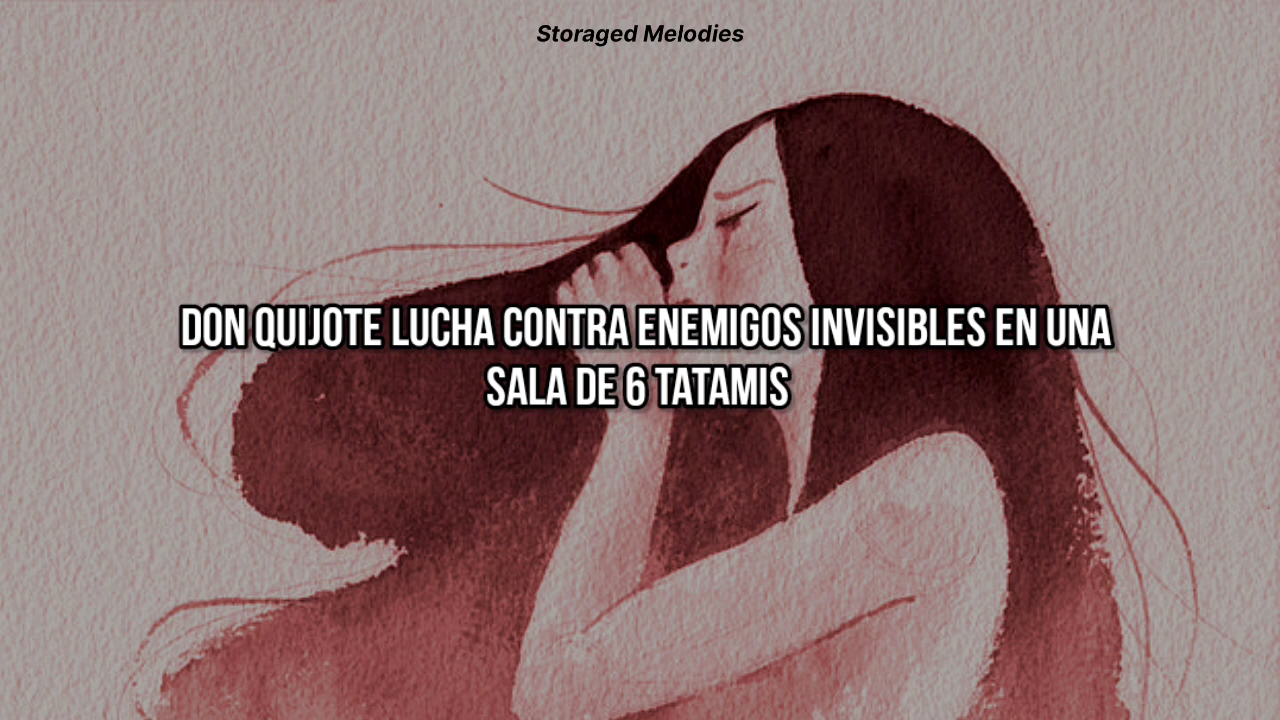 Storaged Melodies
DON QUIJOTE LUCHA CONTRA ENEMIGOS INVISIBLES EN UNA
SALA DE 6 TATAMIS